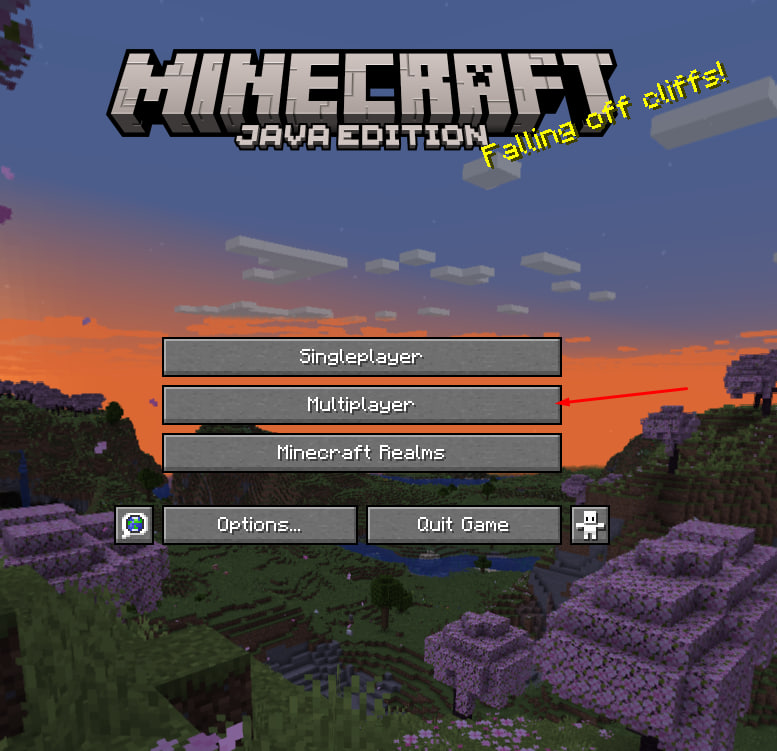 MINECRAFT
JAVA EDITION
Falling off cliffs!
Singleplayer
Multiplayer
Minecraft Realms
Options...
Quit Game